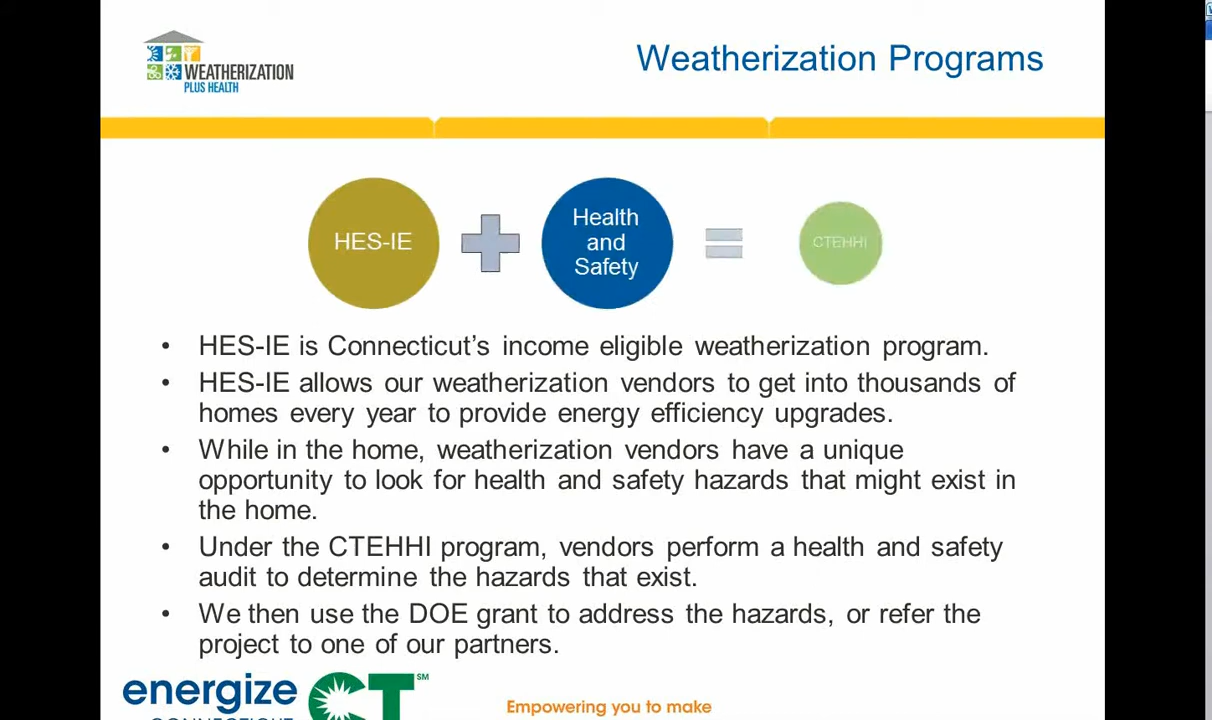 WEATHERIZATION
PLUS HEALTH
Weatherization Programs
HES-IE
Health
and
Safety
CTEHHI
• HES-IE is Connecticut’s income eligible weatherization program.
• HES-IE allows our weatherization vendors to get into thousands of
homes every year to provide energy efficiency upgrades.
• While in the home, weatherization vendors have a unique
opportunity to look for health and safety hazards that might exist in
the home.
• Under the CTEHHI program, vendors perform a health and safety
audit to determine the hazards that exist.
• We then use the DOE grant to address the hazards, or refer the
project to one of our partners.
energize
CT℠
Empowering you to make